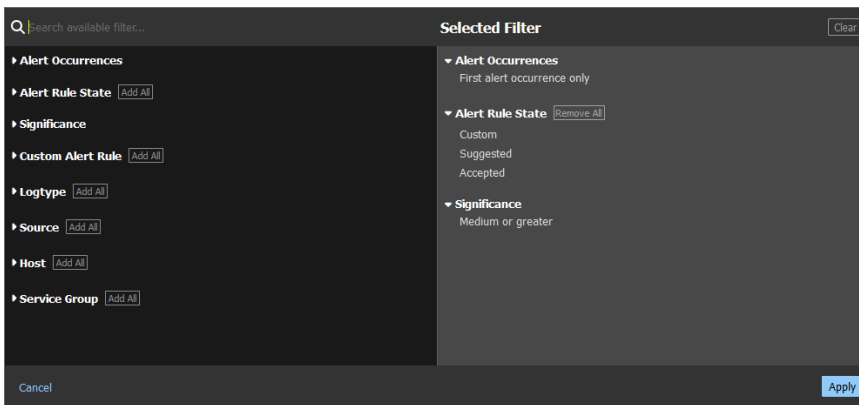 Search available filter...
Alert Occurrences
Alert Rule State Add All
Significance
Custom Alert Rule Add All
Logtype Add All
Source Add All
Host Add All
Service Group Add All
Selected Filter Clear
Alert Occurrences
First alert occurrence only
Alert Rule State Remove All
Custom
Suggested
Accepted
Significance
Medium or greater
Cancel
Apply